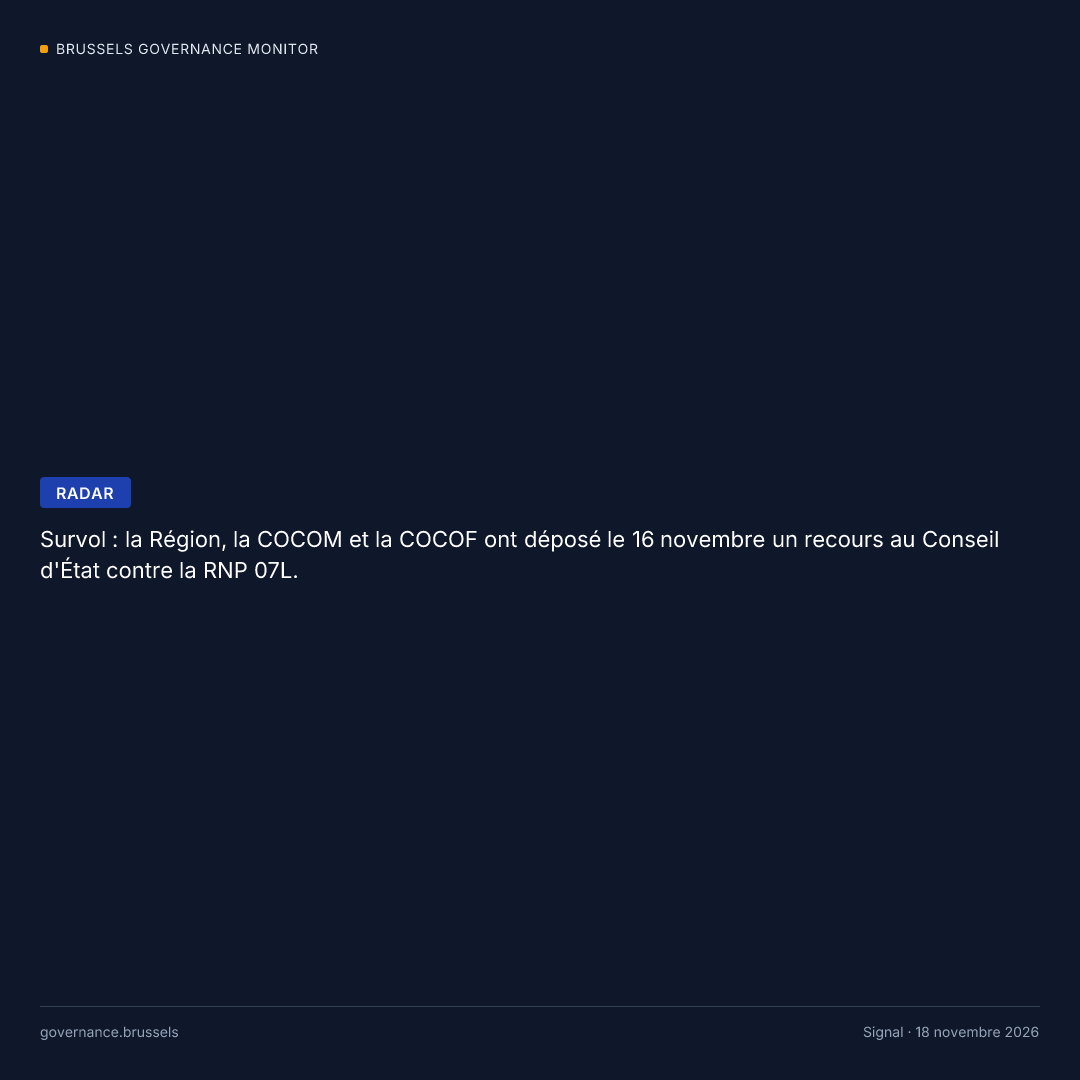 BRUSSELS GOVERNANCE MONITOR
RADAR
Survol : la Région, la COCOM et la COCOF ont déposé le 16 novembre un recours au Conseil
d'État contre la RNP 07L.
governance.brussels
Signal · 18 novembre 2026